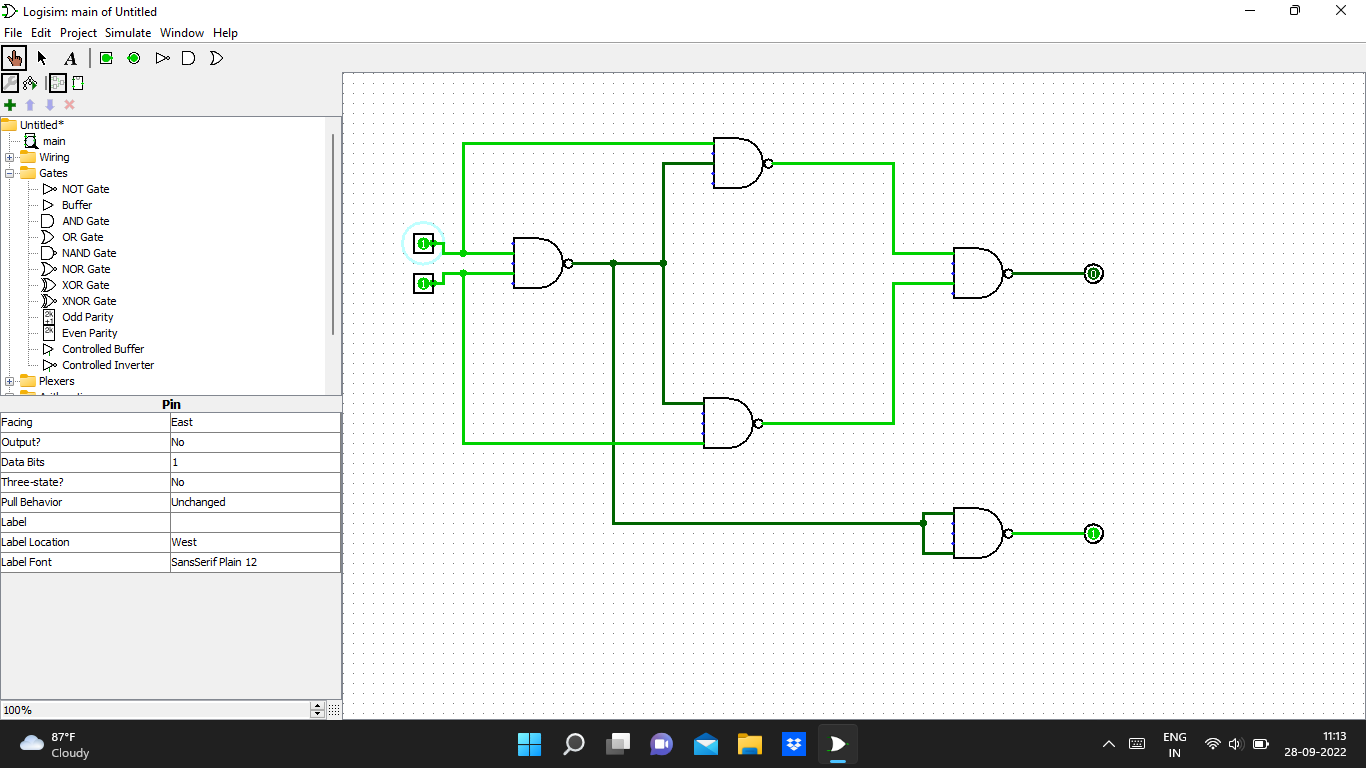 Logisim: main of Untitled
File Edit Project Simulate Window Help
A
Untitled*
main
Wiring
Gates
NOT Gate
Buffer
AND Gate
OR Gate
NAND Gate
NOR Gate
XOR Gate
XNOR Gate
2k+1 Odd Parity
2k Even Parity
Controlled Buffer
Controlled Inverter
Plexers
Pin
Facing East
Output? No
Data Bits 1
Three-state? No
Pull Behavior Unchanged
Label
Label Location West
Label Font SansSerif Plain 12
100%
1
1
0
1
87°F
Cloudy
ENG
IN
11:13
28-09-2022